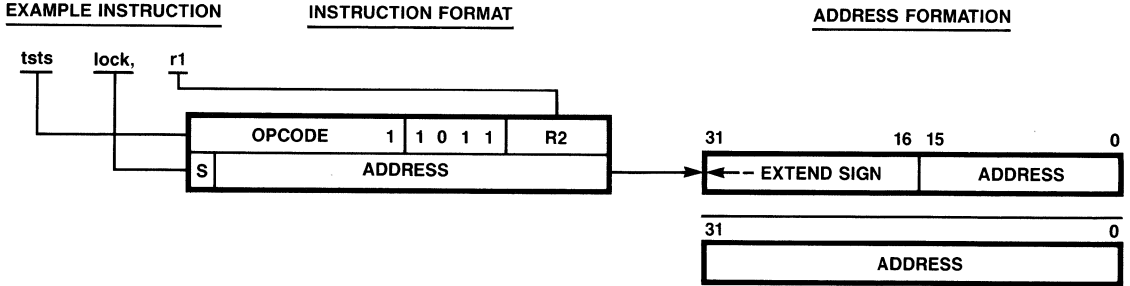 EXAMPLE INSTRUCTION INSTRUCTION FORMAT ADDRESS FORMATION
tsts lock, r1
OPCODE 1 1 0 1 1 R2
31 16 15 0
S ADDRESS
EXTEND SIGN ADDRESS
31 0
ADDRESS